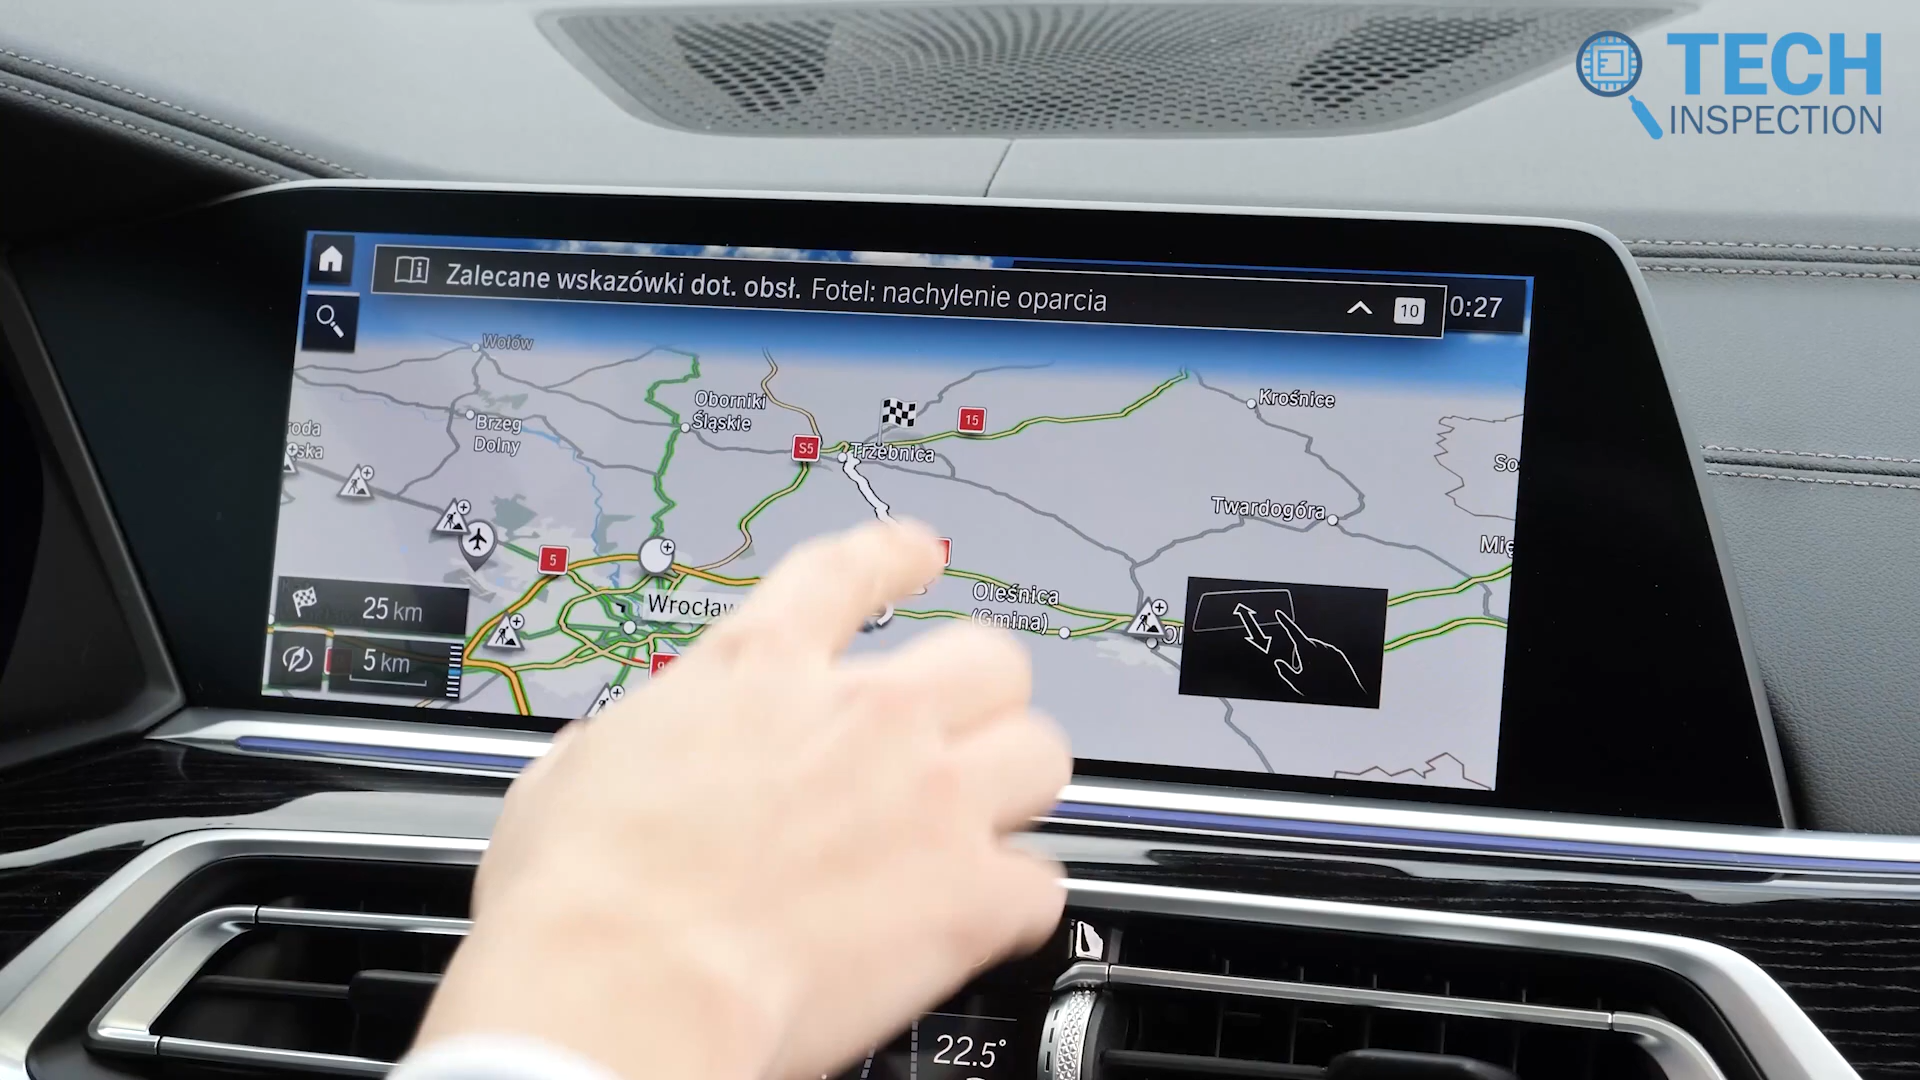 TECH
INSPECTION
Zalecane wskazówki dot. obsł. Fotel: nachylenie oparcia
10
0:27
Wołów
Oborniki
Śląskie
Krośnice
15
Brzeg
Dolny
S5
Trzebnica
Twardogóra
5
Oleśnica
(Gmina)
Wrocław
25 km
5 km
22.5°